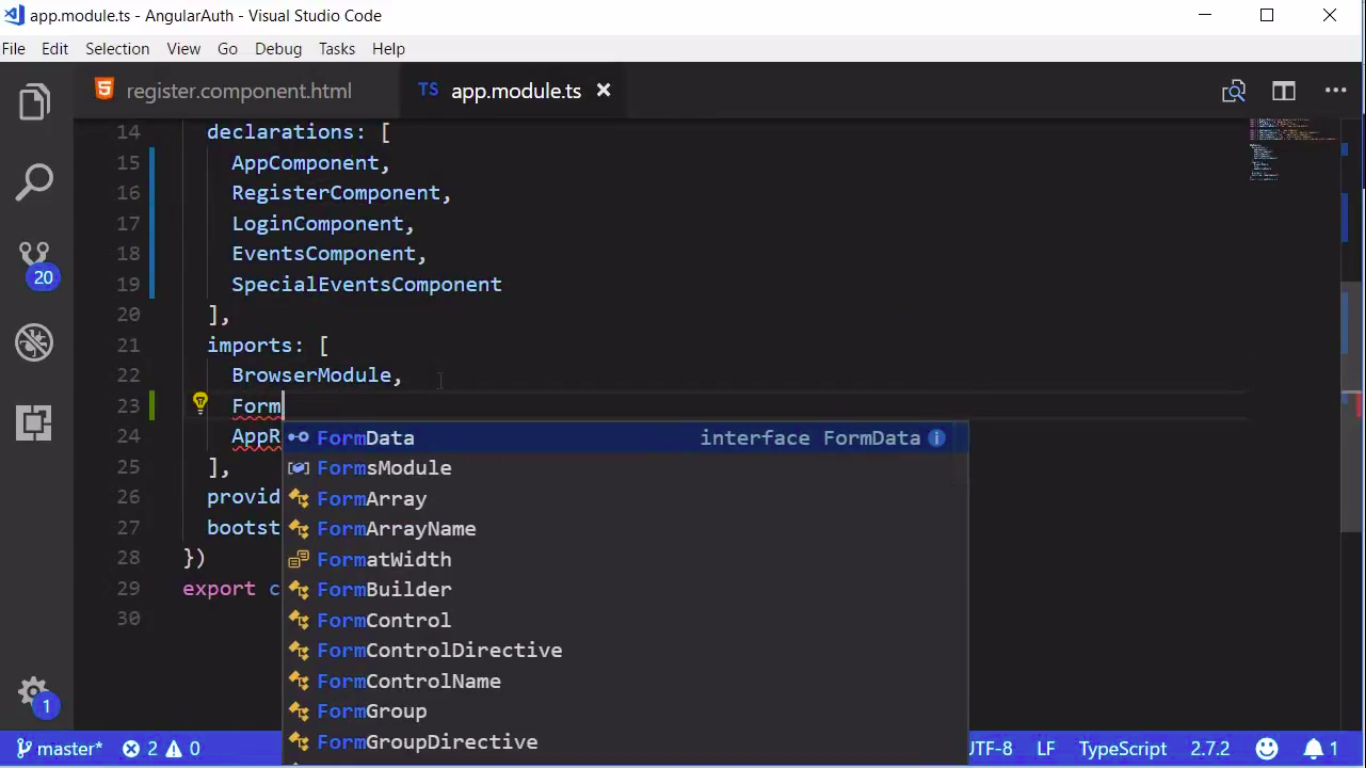 app.module.ts - AngularAuth - Visual Studio Code
File Edit Selection View Go Debug Tasks Help
register.component.html TS app.module.ts
14 declarations: [
15 AppComponent,
16 RegisterComponent,
17 LoginComponent,
18 EventsComponent,
19 SpecialEventsComponent
20 ],
21 imports: [
22 BrowserModule,
23 Form
24 AppR
FormData interface FormData
FormsModule
25 ],
26 provid
FormArray
27 bootst
FormArrayName
28 })
FormatWidth
29 export c
FormBuilder
30
FormControl
FormControlDirective
FormControlName
FormGroup
FormGroupDirective
20
1
master* 2 0 UTF-8 LF TypeScript 2.7.2 1